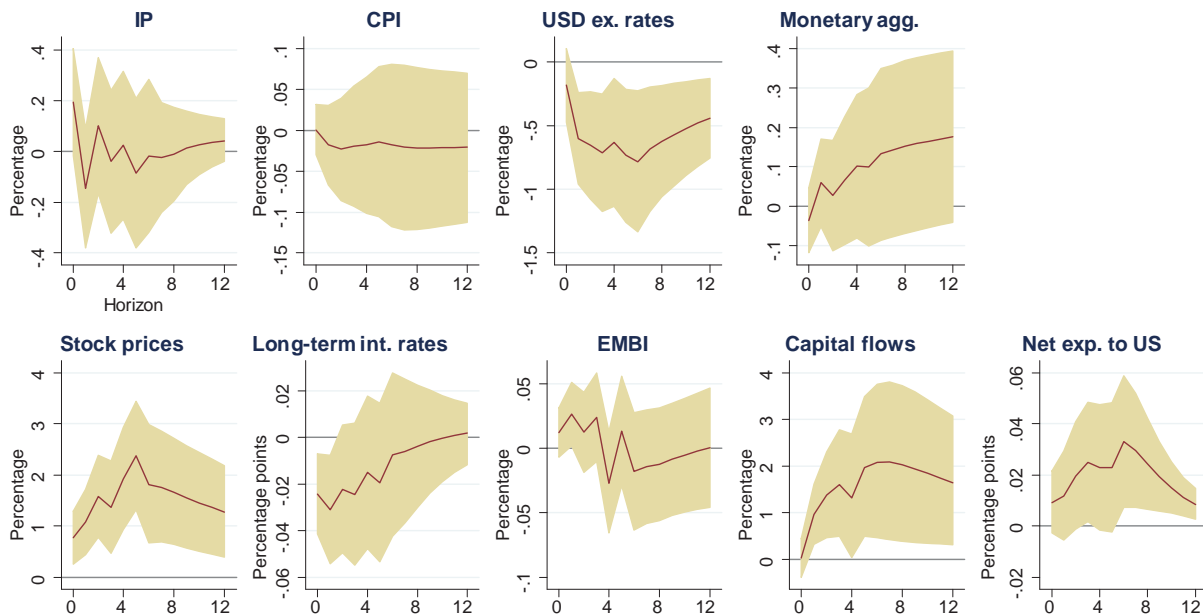 IP
CPI
USD ex. rates
Monetary agg.
Percentage
.4
.2
0
-.2
-.4
0 4 8 12
Horizon
Percentage
.1
.05
0
-.05
-.1
-.15
0 4 8 12
Percentage
0
-.5
-1
-1.5
0 4 8 12
Percentage
.4
.3
.2
.1
0
-.1
0 4 8 12
Stock prices
Long-term int. rates
EMBI
Capital flows
Net exp. to US
Percentage
4
3
2
1
0
0 4 8 12
Percentage points
.02
0
-.02
-.04
-.06
0 4 8 12
Percentage
.05
0
-.05
-.1
0 4 8 12
Percentage
4
3
2
1
0
0 4 8 12
Percentage points
.06
.04
.02
0
-.02
0 4 8 12